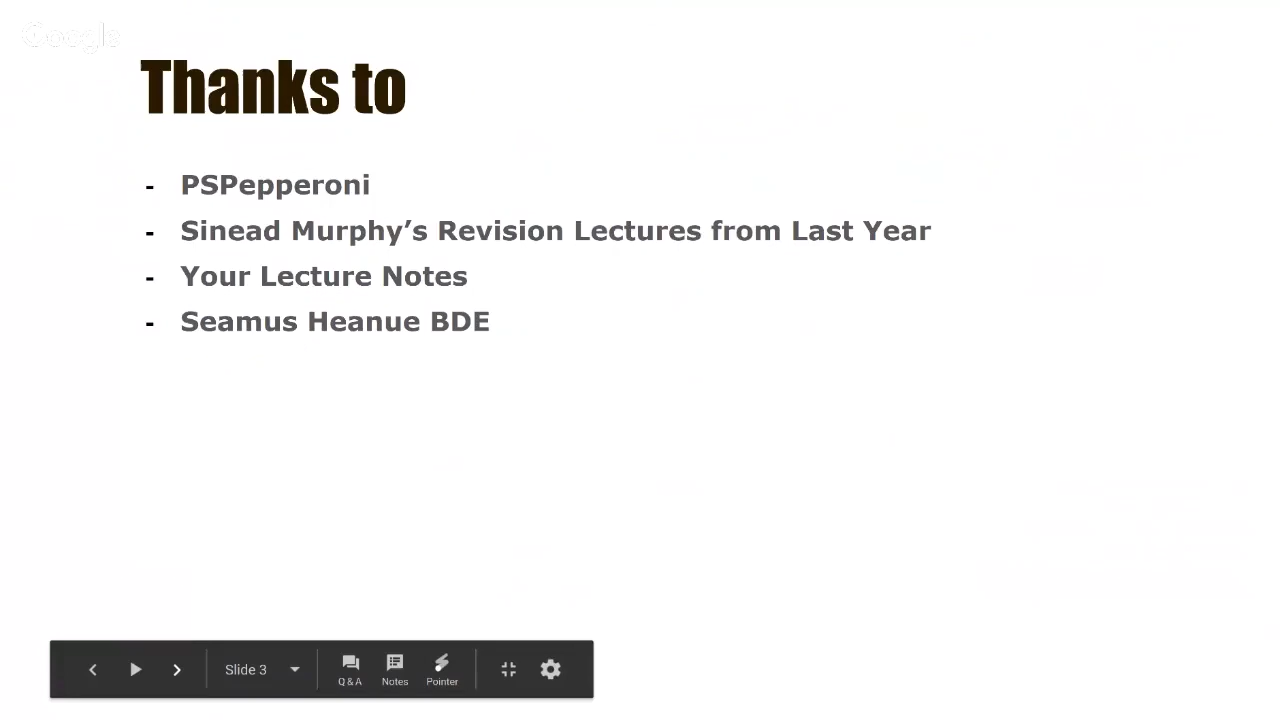 Google
Thanks to
- PSPepperoni
- Sinead Murphy’s Revision Lectures from Last Year
- Your Lecture Notes
- Seamus Heanue BDE
Slide 3
Q & A
Notes
Pointer